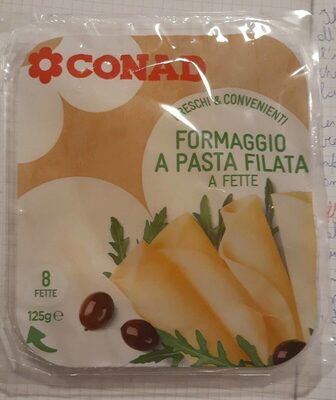 CONAD
FRESCHI & CONVENIENTI
FORMAGGIO
A PASTA FILATA
A FETTE
8
FETTE
125g e